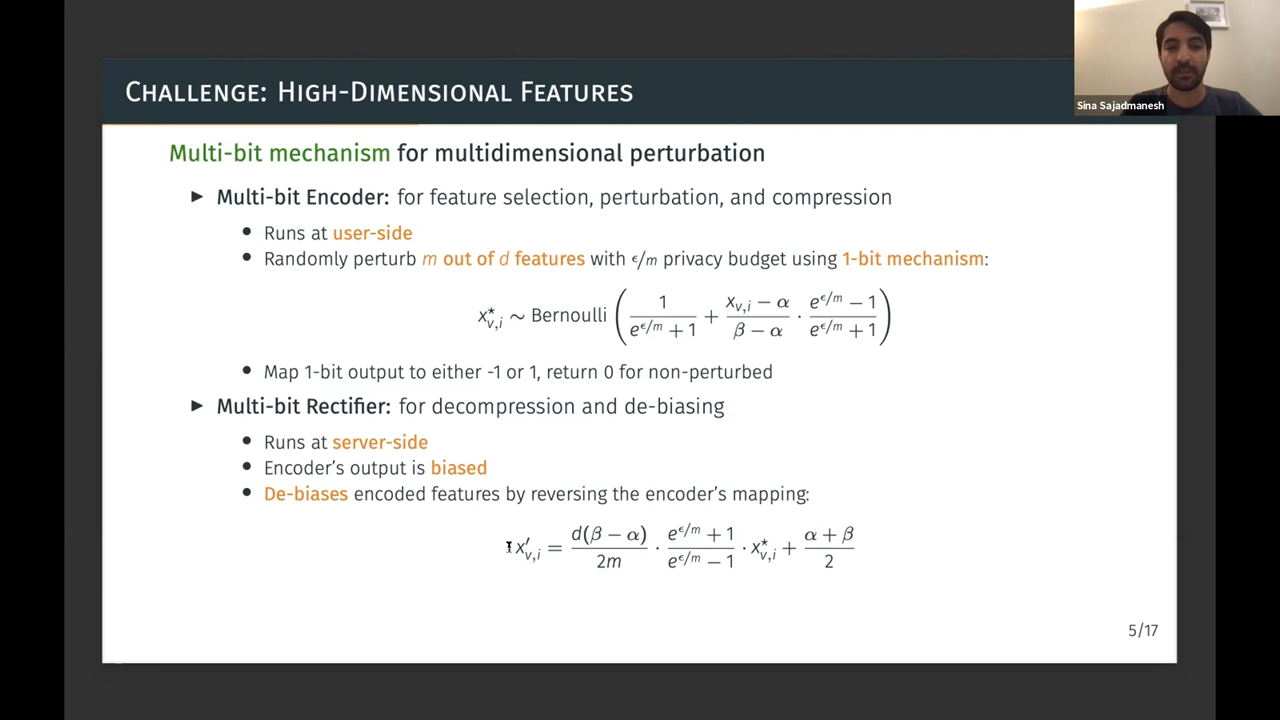 CHALLENGE: HIGH-DIMENSIONAL FEATURES
Sina Sajadmanesh
Multi-bit mechanism for multidimensional perturbation
► Multi-bit Encoder: for feature selection, perturbation, and compression
• Runs at user-side
• Randomly perturb m out of d features with ϵ/m privacy budget using 1-bit mechanism:
x*_{v,i} ∼ Bernoulli ( 1 / (e^{ϵ/m} + 1) + (x_{v,i} − α) / (β − α) · (e^{ϵ/m} − 1) / (e^{ϵ/m} + 1) )
• Map 1-bit output to either -1 or 1, return 0 for non-perturbed
► Multi-bit Rectifier: for decompression and de-biasing
• Runs at server-side
• Encoder's output is biased
• De-biases encoded features by reversing the encoder's mapping:
x′_{v,i} = d(β − α) / 2m · (e^{ϵ/m} + 1) / (e^{ϵ/m} − 1) · x*_{v,i} + (α + β) / 2
5/17